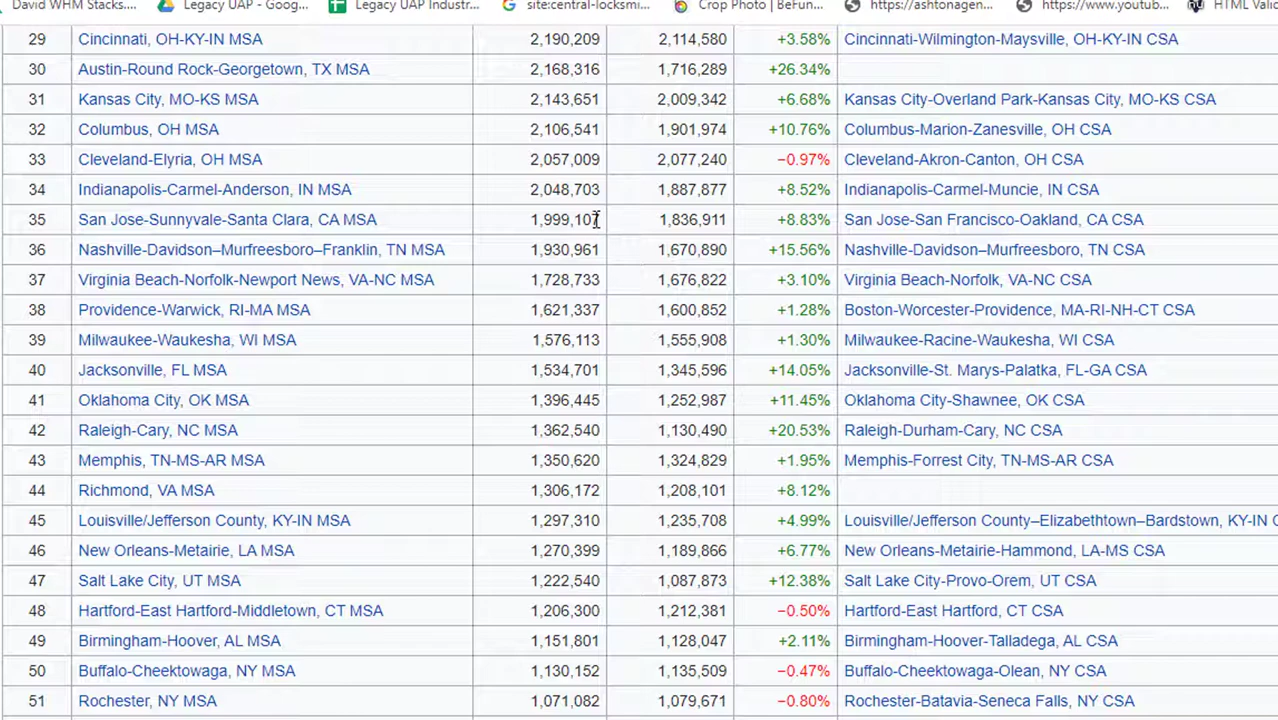 David WHM Stacks.... Legacy UAP - Goog... Legacy UAP Industr... site:central-locksmi... Crop Photo | BeFun... https://ashtonagen... https://www.youtub... HTML Valid
29 Cincinnati, OH-KY-IN MSA 2,190,209 2,114,580 +3.58% Cincinnati-Wilmington-Maysville, OH-KY-IN CSA
30 Austin-Round Rock-Georgetown, TX MSA 2,168,316 1,716,289 +26.34%
31 Kansas City, MO-KS MSA 2,143,651 2,009,342 +6.68% Kansas City-Overland Park-Kansas City, MO-KS CSA
32 Columbus, OH MSA 2,106,541 1,901,974 +10.76% Columbus-Marion-Zanesville, OH CSA
33 Cleveland-Elyria, OH MSA 2,057,009 2,077,240 −0.97% Cleveland-Akron-Canton, OH CSA
34 Indianapolis-Carmel-Anderson, IN MSA 2,048,703 1,887,877 +8.52% Indianapolis-Carmel-Muncie, IN CSA
35 San Jose-Sunnyvale-Santa Clara, CA MSA 1,999,107 1,836,911 +8.83% San Jose-San Francisco-Oakland, CA CSA
36 Nashville-Davidson–Murfreesboro–Franklin, TN MSA 1,930,961 1,670,890 +15.56% Nashville-Davidson–Murfreesboro, TN CSA
37 Virginia Beach-Norfolk-Newport News, VA-NC MSA 1,728,733 1,676,822 +3.10% Virginia Beach-Norfolk, VA-NC CSA
38 Providence-Warwick, RI-MA MSA 1,621,337 1,600,852 +1.28% Boston-Worcester-Providence, MA-RI-NH-CT CSA
39 Milwaukee-Waukesha, WI MSA 1,576,113 1,555,908 +1.30% Milwaukee-Racine-Waukesha, WI CSA
40 Jacksonville, FL MSA 1,534,701 1,345,596 +14.05% Jacksonville-St. Marys-Palatka, FL-GA CSA
41 Oklahoma City, OK MSA 1,396,445 1,252,987 +11.45% Oklahoma City-Shawnee, OK CSA
42 Raleigh-Cary, NC MSA 1,362,540 1,130,490 +20.53% Raleigh-Durham-Cary, NC CSA
43 Memphis, TN-MS-AR MSA 1,350,620 1,324,829 +1.95% Memphis-Forrest City, TN-MS-AR CSA
44 Richmond, VA MSA 1,306,172 1,208,101 +8.12%
45 Louisville/Jefferson County, KY-IN MSA 1,297,310 1,235,708 +4.99% Louisville/Jefferson County–Elizabethtown–Bardstown, KY-IN C
46 New Orleans-Metairie, LA MSA 1,270,399 1,189,866 +6.77% New Orleans-Metairie-Hammond, LA-MS CSA
47 Salt Lake City, UT MSA 1,222,540 1,087,873 +12.38% Salt Lake City-Provo-Orem, UT CSA
48 Hartford-East Hartford-Middletown, CT MSA 1,206,300 1,212,381 −0.50% Hartford-East Hartford, CT CSA
49 Birmingham-Hoover, AL MSA 1,151,801 1,128,047 +2.11% Birmingham-Hoover-Talladega, AL CSA
50 Buffalo-Cheektowaga, NY MSA 1,130,152 1,135,509 −0.47% Buffalo-Cheektowaga-Olean, NY CSA
51 Rochester, NY MSA 1,071,082 1,079,671 −0.80% Rochester-Batavia-Seneca Falls, NY CSA